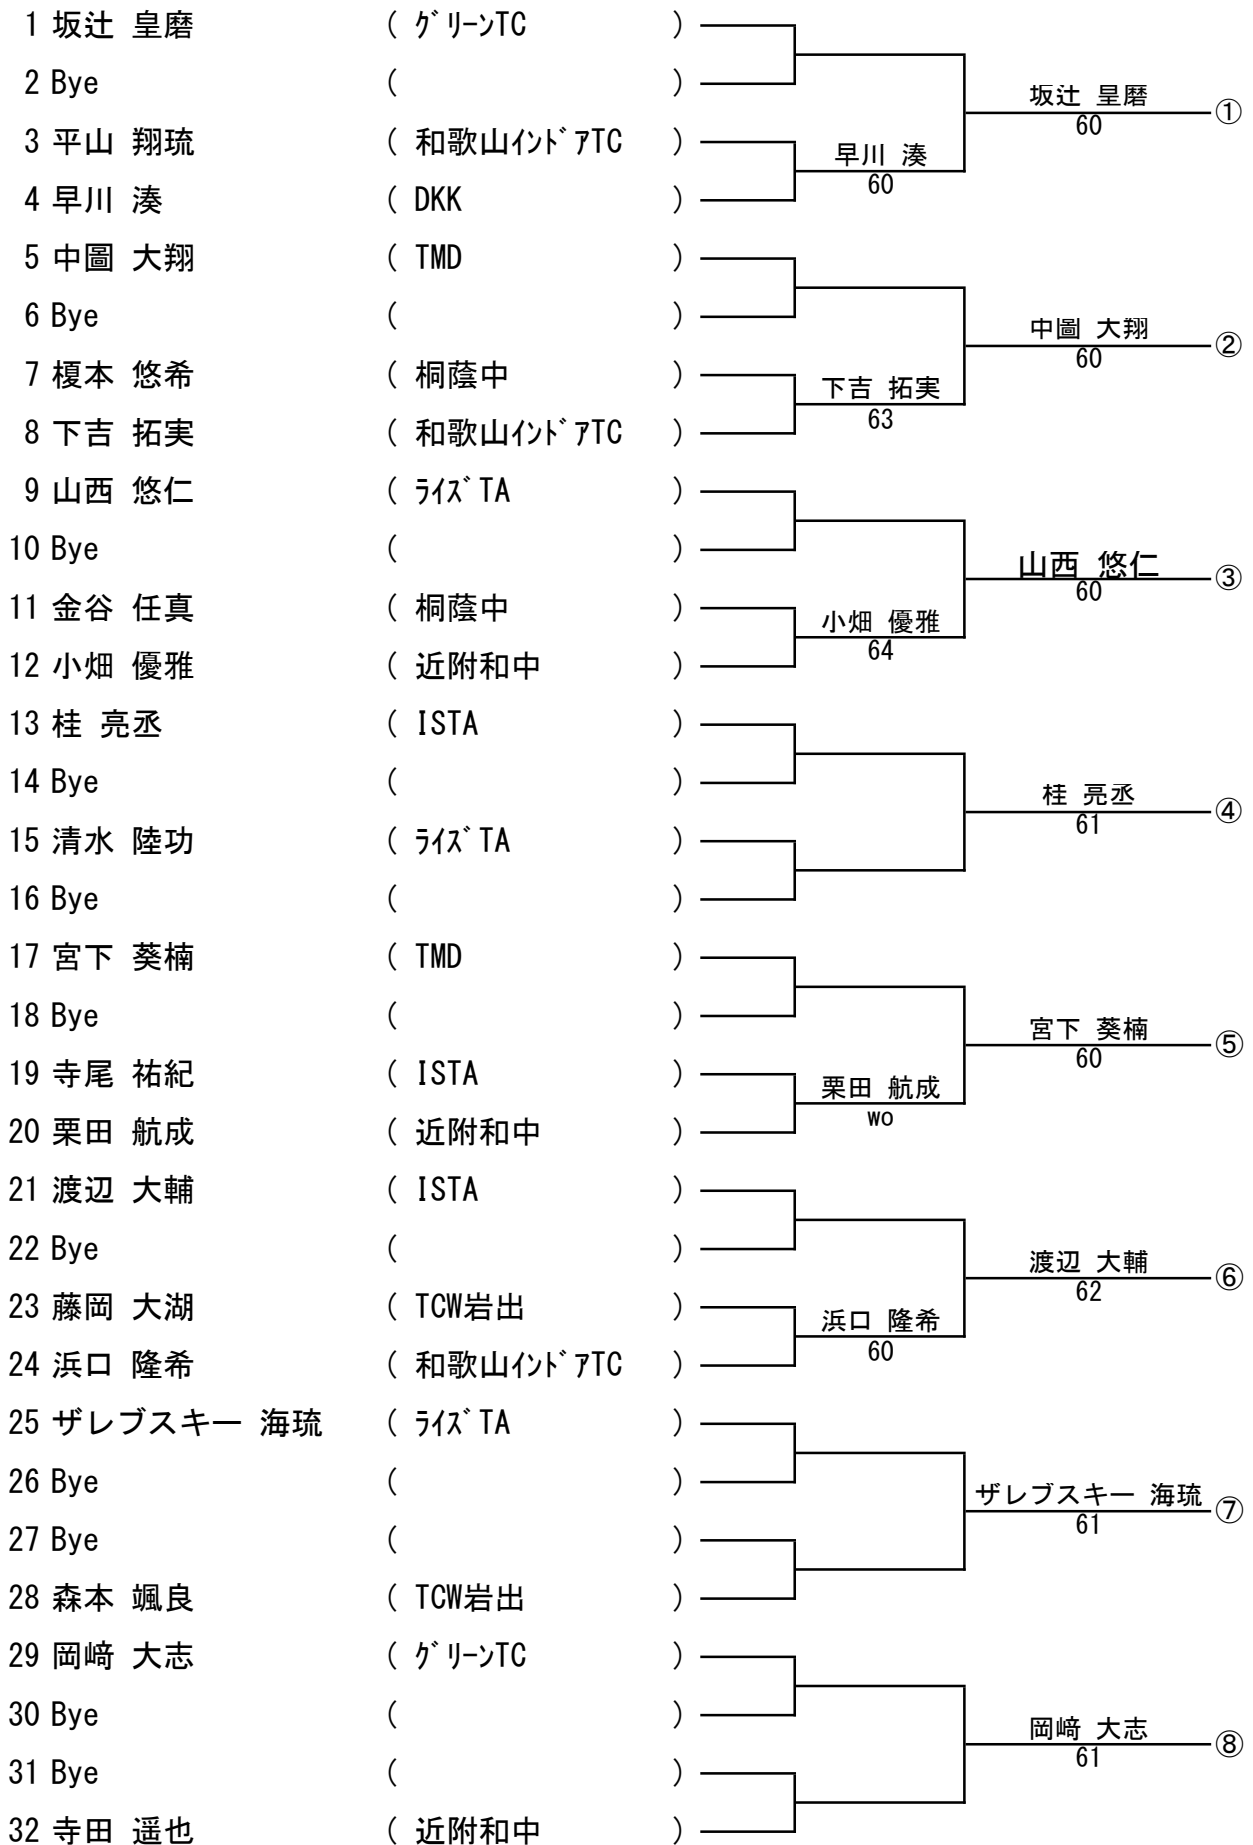 1 坂辻 皇磨 ( グリーンTC )
2 Bye ( )
坂辻 皇磨 ①
60
3 平山 翔琉 ( 和歌山インドアTC )
早川 湊
60
4 早川 湊 ( DKK )
5 中圖 大翔 ( TMD )
6 Bye ( )
中圖 大翔 ②
60
7 榎本 悠希 ( 桐蔭中 )
下吉 拓実
63
8 下吉 拓実 ( 和歌山インドアTC )
9 山西 悠仁 ( ライズTA )
10 Bye ( )
山西 悠仁 ③
60
11 金谷 任真 ( 桐蔭中 )
小畑 優雅
64
12 小畑 優雅 ( 近附和中 )
13 桂 亮丞 ( ISTA )
14 Bye ( )
桂 亮丞 ④
61
15 清水 陸功 ( ライズTA )
16 Bye ( )
17 宮下 葵楠 ( TMD )
18 Bye ( )
宮下 葵楠 ⑤
60
19 寺尾 祐紀 ( ISTA )
栗田 航成
wo
20 栗田 航成 ( 近附和中 )
21 渡辺 大輔 ( ISTA )
22 Bye ( )
渡辺 大輔 ⑥
62
23 藤岡 大湖 ( TCW岩出 )
浜口 隆希
60
24 浜口 隆希 ( 和歌山インドアTC )
25 ザレブスキー 海琉 ( ライズTA )
26 Bye ( )
ザレブスキー 海琉 ⑦
61
27 Bye ( )
28 森本 颯良 ( TCW岩出 )
29 岡﨑 大志 ( グリーンTC )
30 Bye ( )
岡﨑 大志 ⑧
61
31 Bye ( )
32 寺田 遥也 ( 近附和中 )